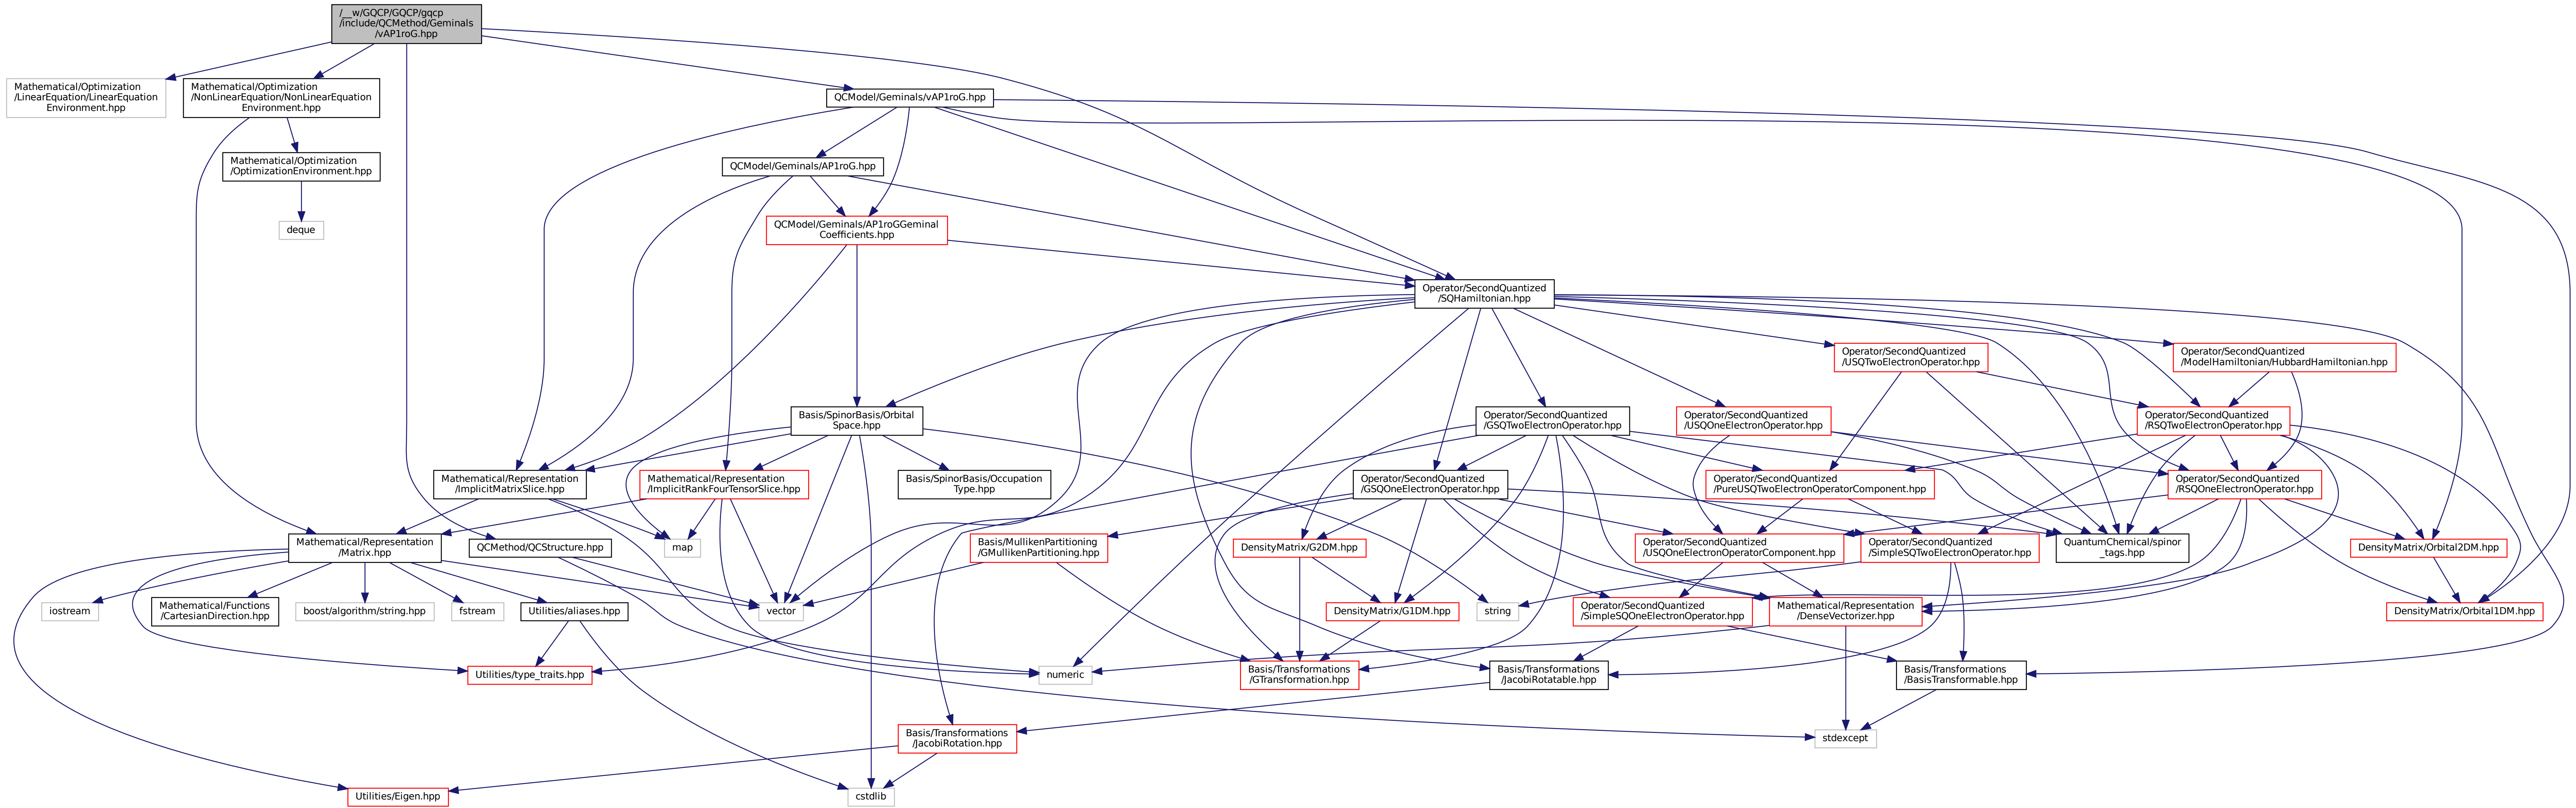 /__w/GQCP/GQCP/gqcp
/include/QCMethod/Geminals
/vAP1roG.hpp
Mathematical/Optimization
/LinearEquation/LinearEquation
Environment.hpp
Mathematical/Optimization
/NonLinearEquation/NonLinearEquation
Environment.hpp
QCModel/Geminals/vAP1roG.hpp
Mathematical/Optimization
/OptimizationEnvironment.hpp
QCModel/Geminals/AP1roG.hpp
deque
QCModel/Geminals/AP1roGGeminal
Coefficients.hpp
Operator/SecondQuantized
/SQHamiltonian.hpp
Operator/SecondQuantized
/USQTwoElectronOperator.hpp
Operator/SecondQuantized
/ModelHamiltonian/HubbardHamiltonian.hpp
Basis/SpinorBasis/Orbital
Space.hpp
Operator/SecondQuantized
/GSQTwoElectronOperator.hpp
Operator/SecondQuantized
/USQOneElectronOperator.hpp
Operator/SecondQuantized
/RSQTwoElectronOperator.hpp
Mathematical/Representation
/ImplicitMatrixSlice.hpp
Mathematical/Representation
/ImplicitRankFourTensorSlice.hpp
Basis/SpinorBasis/Occupation
Type.hpp
Operator/SecondQuantized
/GSQOneElectronOperator.hpp
Operator/SecondQuantized
/PureUSQTwoElectronOperatorComponent.hpp
Operator/SecondQuantized
/RSQOneElectronOperator.hpp
Mathematical/Representation
/Matrix.hpp
QCMethod/QCStructure.hpp
map
Basis/MullikenPartitioning
/GMullikenPartitioning.hpp
DensityMatrix/G2DM.hpp
Operator/SecondQuantized
/USQOneElectronOperatorComponent.hpp
Operator/SecondQuantized
/SimpleSQTwoElectronOperator.hpp
QuantumChemical/spinor
_tags.hpp
DensityMatrix/Orbital2DM.hpp
iostream
Mathematical/Functions
/CartesianDirection.hpp
boost/algorithm/string.hpp
fstream
Utilities/aliases.hpp
vector
DensityMatrix/G1DM.hpp
string
Operator/SecondQuantized
/SimpleSQOneElectronOperator.hpp
Mathematical/Representation
/DenseVectorizer.hpp
DensityMatrix/Orbital1DM.hpp
Utilities/type_traits.hpp
numeric
Basis/Transformations
/GTransformation.hpp
Basis/Transformations
/JacobiRotatable.hpp
Basis/Transformations
/BasisTransformable.hpp
Basis/Transformations
/JacobiRotation.hpp
stdexcept
Utilities/Eigen.hpp
cstdlib